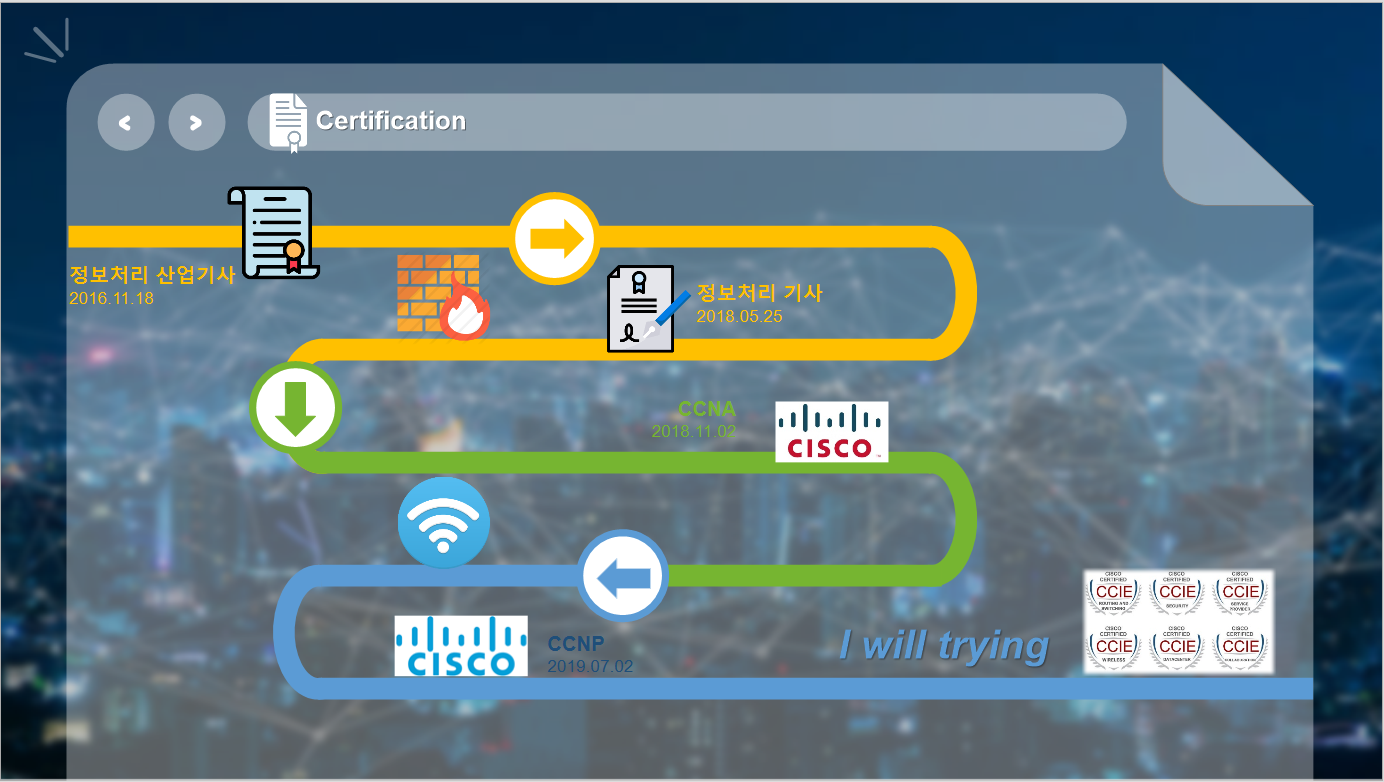 Certification
정보처리 산업기사
2016.11.18
정보처리 기사
2018.05.25
CCNA
2018.11.02
CISCO
CISCO
CCNP
2019.07.02
I will trying
CISCO CERTIFIED
CCIE
ROUTING AND SWITCHING
CISCO CERTIFIED
CCIE
SECURITY
CISCO CERTIFIED
CCIE
SERVICE PROVIDER
CISCO CERTIFIED
CCIE
WIRELESS
CISCO CERTIFIED
CCIE
DATACENTER
CISCO CERTIFIED
CCIE
COLLABORATION